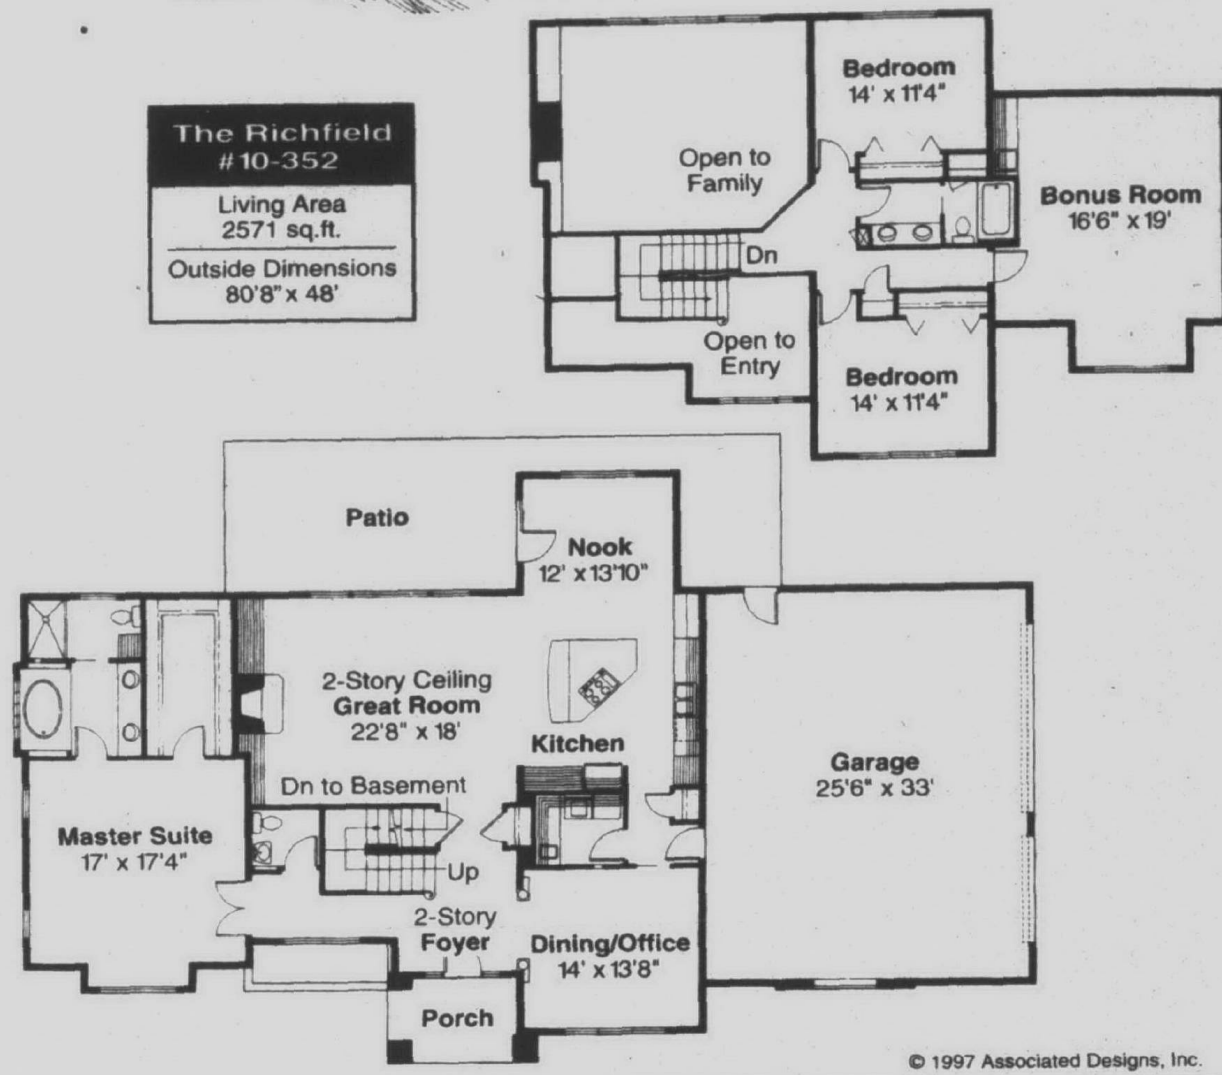 The Richfield
#10-352
Living Area
2571 sq.ft.
Outside Dimensions
80'8" x 48'
Bedroom
14' x 11'4"
Open to
Family
Bonus Room
16'6" x 19'
Dn
Open to
Entry
Bedroom
14' x 11'4"
Patio
Nook
12' x 13'10"
2-Story Ceiling
Great Room
22'8" x 18'
Kitchen
Garage
25'6" x 33'
Dn to Basement
Master Suite
17' x 17'4"
Up
2-Story
Foyer
Dining/Office
14' x 13'8"
Porch
© 1997 Associated Designs, Inc.